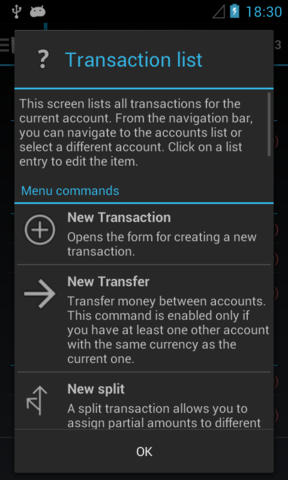 18:30
3
? Transaction list
This screen lists all transactions for the
current account. From the navigation bar,
you can navigate to the accounts list or
select a different account. Click on a list
entry to edit the item.
Menu commands
New Transaction
Opens the form for creating a new
transaction.
New Transfer
Transfer money between accounts.
This command is enabled only if
you have at least one other account
with the same currency as the
current one.
New split
A split transaction allows you to
assign partial amounts to different
OK